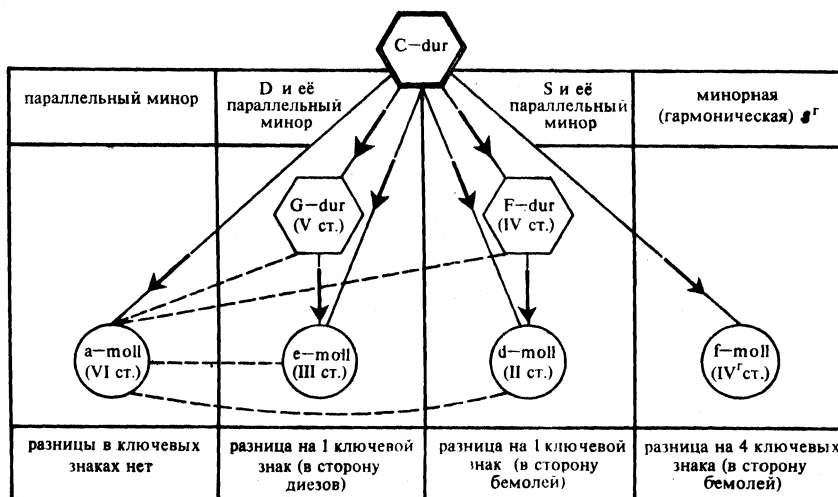 C—dur
параллельный минор
D и её
параллельный
минор
S и её
параллельный
минор
минорная
(гармоническая) sг
G—dur
(V ст.)
F—dur
(IV ст.)
a—moll
(VI ст.)
e—moll
(III ст.)
d—moll
(II ст.)
f—moll
(IVг ст.)
разницы в ключевых
знаках нет
разница на 1 ключевой
знак (в сторону
диезов)
разница на 1 ключевой
знак (в сторону
бемолей)
разница на 4 ключевых
знака (в сторону
бемолей)